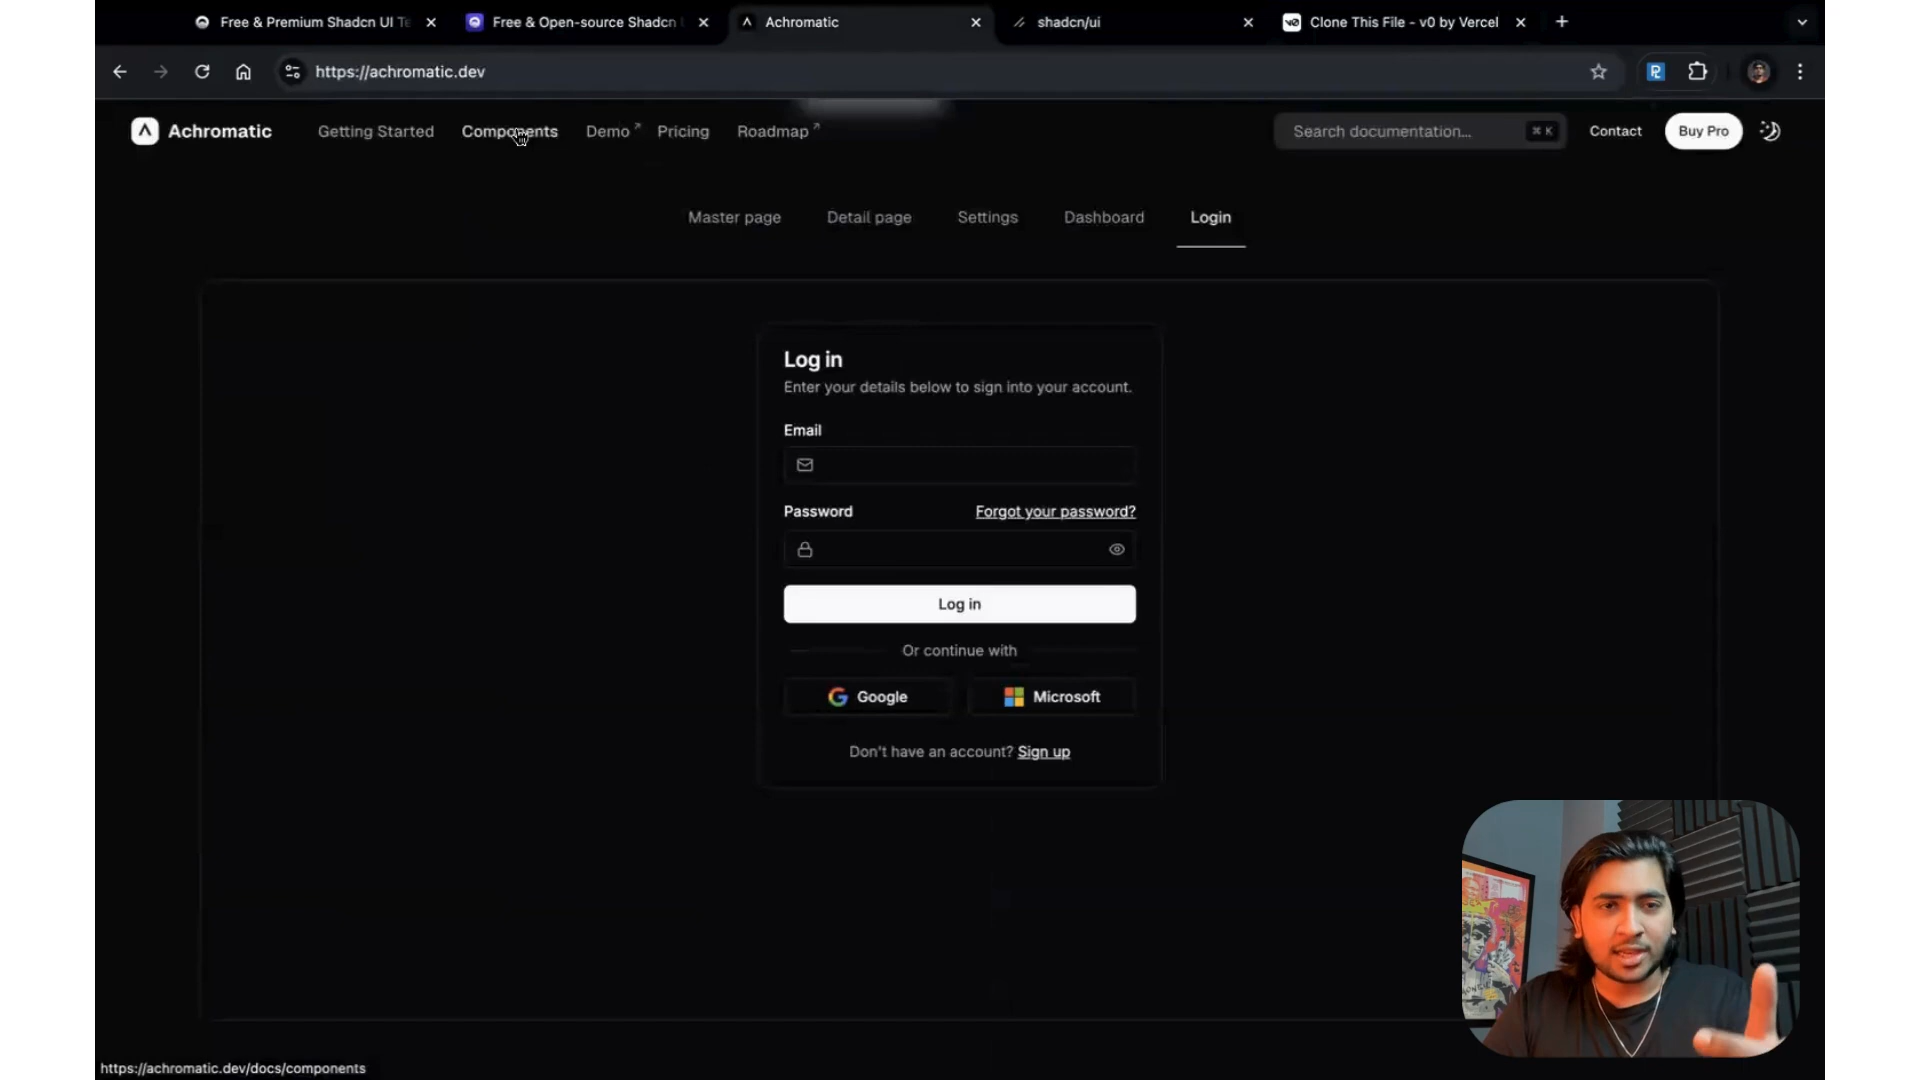 Free & Premium Shadcn UI Te
Free & Open-source Shadcn
Achromatic
shadcn/ui
Clone This File - v0 by Vercel
https://achromatic.dev
Achromatic
Getting Started
Components
Demo
Pricing
Roadmap
Search documentation...
⌘ K
Contact
Buy Pro
Master page
Detail page
Settings
Dashboard
Login
Log in
Enter your details below to sign into your account.
Email
Password
Forgot your password?
Log in
Or continue with
Google
Microsoft
Don't have an account? Sign up
https://achromatic.dev/docs/components